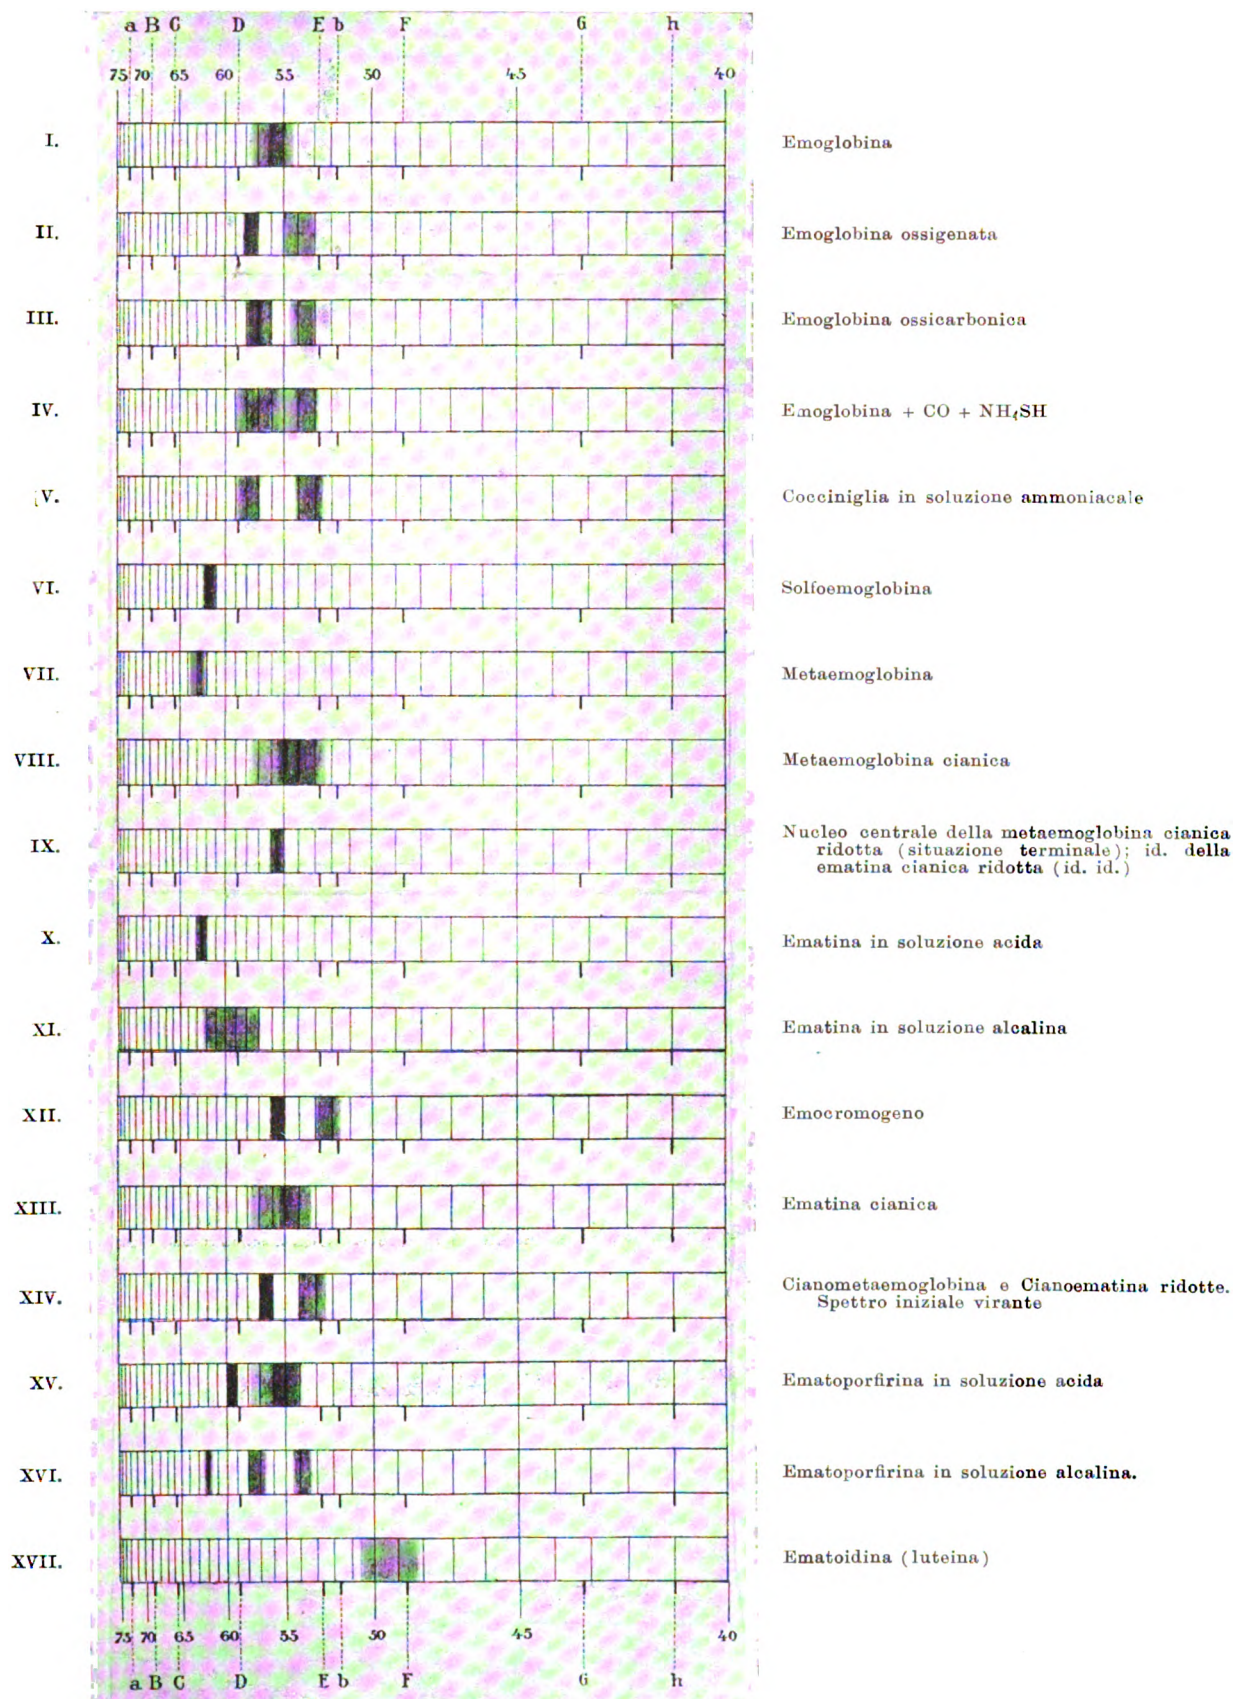 a B C D E b F G h
75 70 65 60 55 50 45 40
I. Emoglobina
II. Emoglobina ossigenata
III. Emoglobina ossicarbonica
IV. Emoglobina + CO + NH₄SH
V. Cocciniglia in soluzione ammoniacale
VI. Solfoemoglobina
VII. Metaemoglobina
VIII. Metaemoglobina cianica
IX. Nucleo centrale della metaemoglobina cianica
ridotta (situazione terminale); id. della
ematina cianica ridotta (id. id.)
X. Ematina in soluzione acida
XI. Ematina in soluzione alcalina
XII. Emocromogeno
XIII. Ematina cianica
XIV. Cianometaemoglobina e Cianoematina ridotte.
Spettro iniziale virante
XV. Ematoporfirina in soluzione acida
XVI. Ematoporfirina in soluzione alcalina.
XVII. Ematoidina (luteina)
75 70 65 60 55 50 45 40
a B C D E b F G h